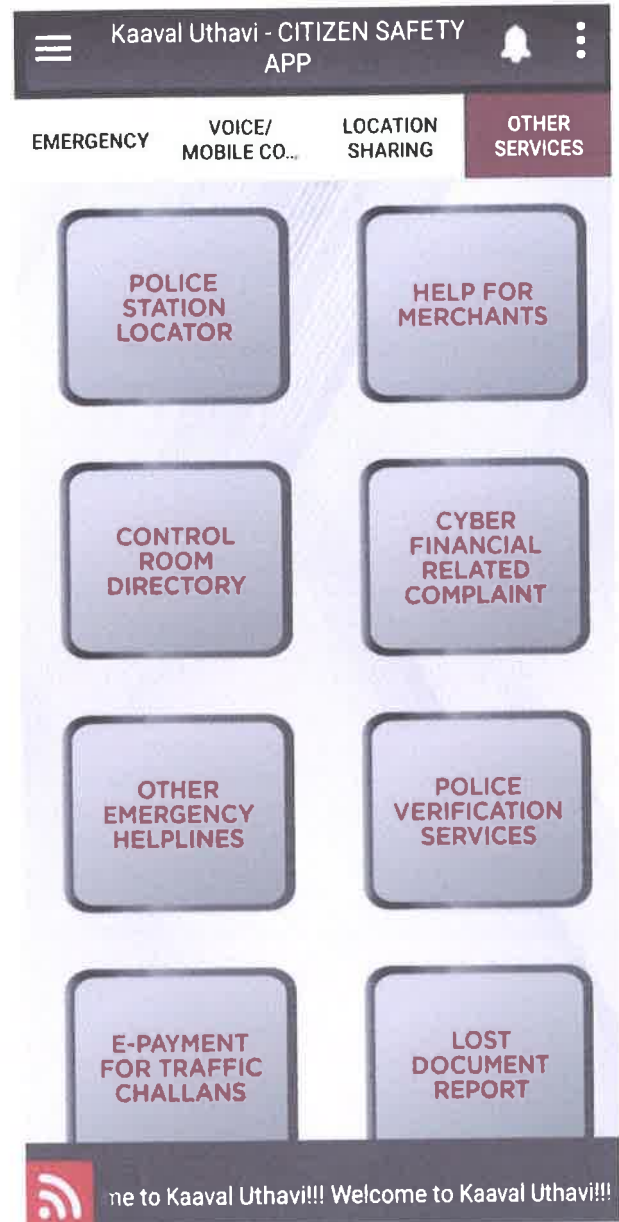 Kaaval Uthavi - CITIZEN SAFETY
APP
EMERGENCY
VOICE/
MOBILE CO...
LOCATION
SHARING
OTHER
SERVICES
POLICE
STATION
LOCATOR
HELP FOR
MERCHANTS
CONTROL
ROOM
DIRECTORY
CYBER
FINANCIAL
RELATED
COMPLAINT
OTHER
EMERGENCY
HELPLINES
POLICE
VERIFICATION
SERVICES
E-PAYMENT
FOR TRAFFIC
CHALLANS
LOST
DOCUMENT
REPORT
ne to Kaaval Uthavi!!! Welcome to Kaaval Uthavi!!!